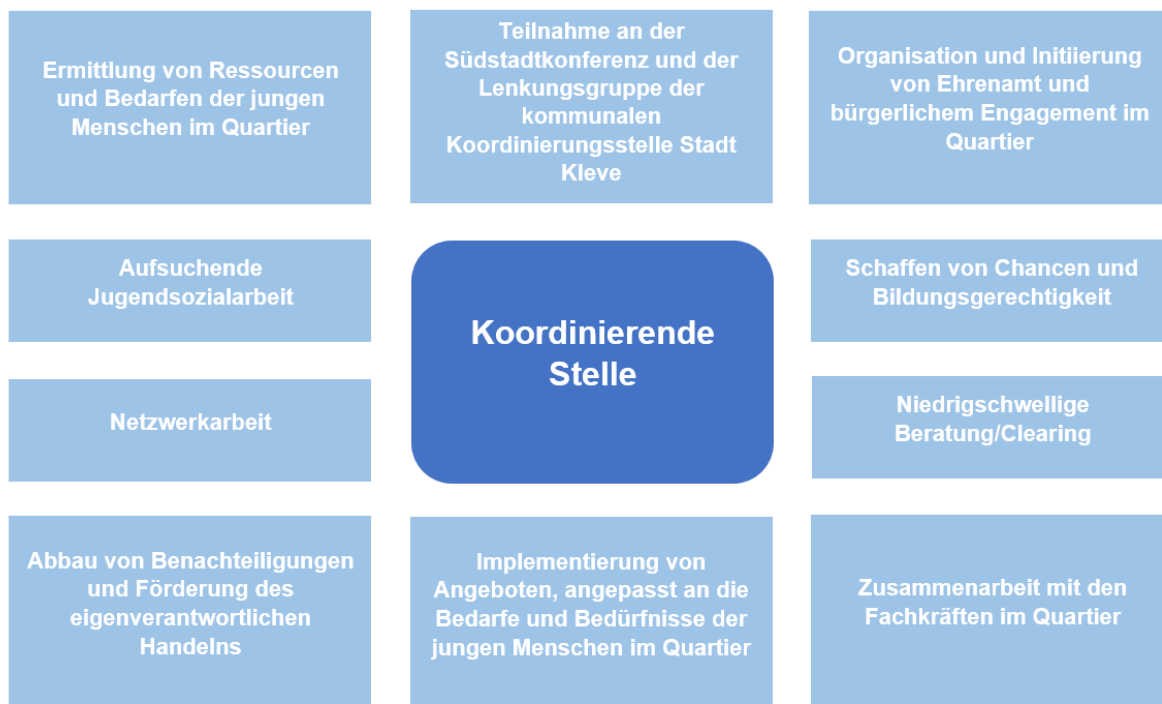 Ermittlung von Ressourcen
und Bedarfen der jungen
Menschen im Quartier
Teilnahme an der
Südstadtkonferenz und der
Lenkungsgruppe der
kommunalen
Koordinierungsstelle Stadt
Kleve
Organisation und Initiierung
von Ehrenamt und
bürgerlichem Engagement im
Quartier
Aufsuchende
Jugendsozialarbeit
Koordinierende
Stelle
Schaffen von Chancen und
Bildungsgerechtigkeit
Netzwerkarbeit
Niedrigschwellige
Beratung/Clearing
Abbau von Benachteiligungen
und Förderung des
eigenverantwortlichen
Handelns
Implementierung von
Angeboten, angepasst an die
Bedarfe und Bedürfnisse der
jungen Menschen im Quartier
Zusammenarbeit mit den
Fachkräften im Quartier